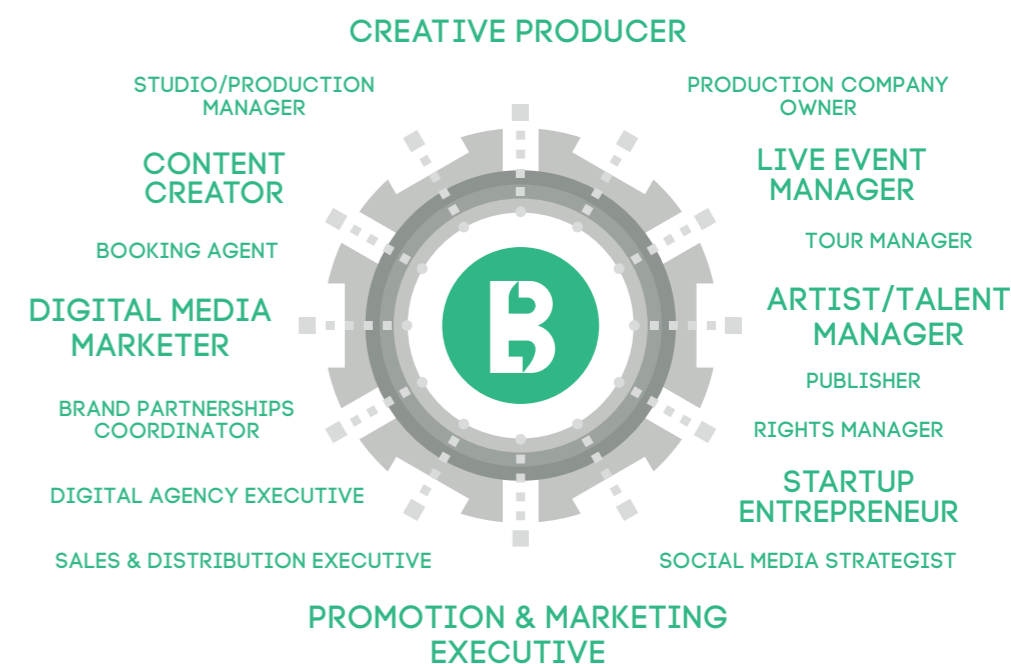 CREATIVE PRODUCER
STUDIO/PRODUCTION
MANAGER
PRODUCTION COMPANY
OWNER
CONTENT
CREATOR
LIVE EVENT
MANAGER
BOOKING AGENT
TOUR MANAGER
DIGITAL MEDIA
MARKETER
B
ARTIST/TALENT
MANAGER
PUBLISHER
BRAND PARTNERSHIPS
COORDINATOR
RIGHTS MANAGER
DIGITAL AGENCY EXECUTIVE
STARTUP
ENTREPRENEUR
SALES & DISTRIBUTION EXECUTIVE
SOCIAL MEDIA STRATEGIST
PROMOTION & MARKETING
EXECUTIVE